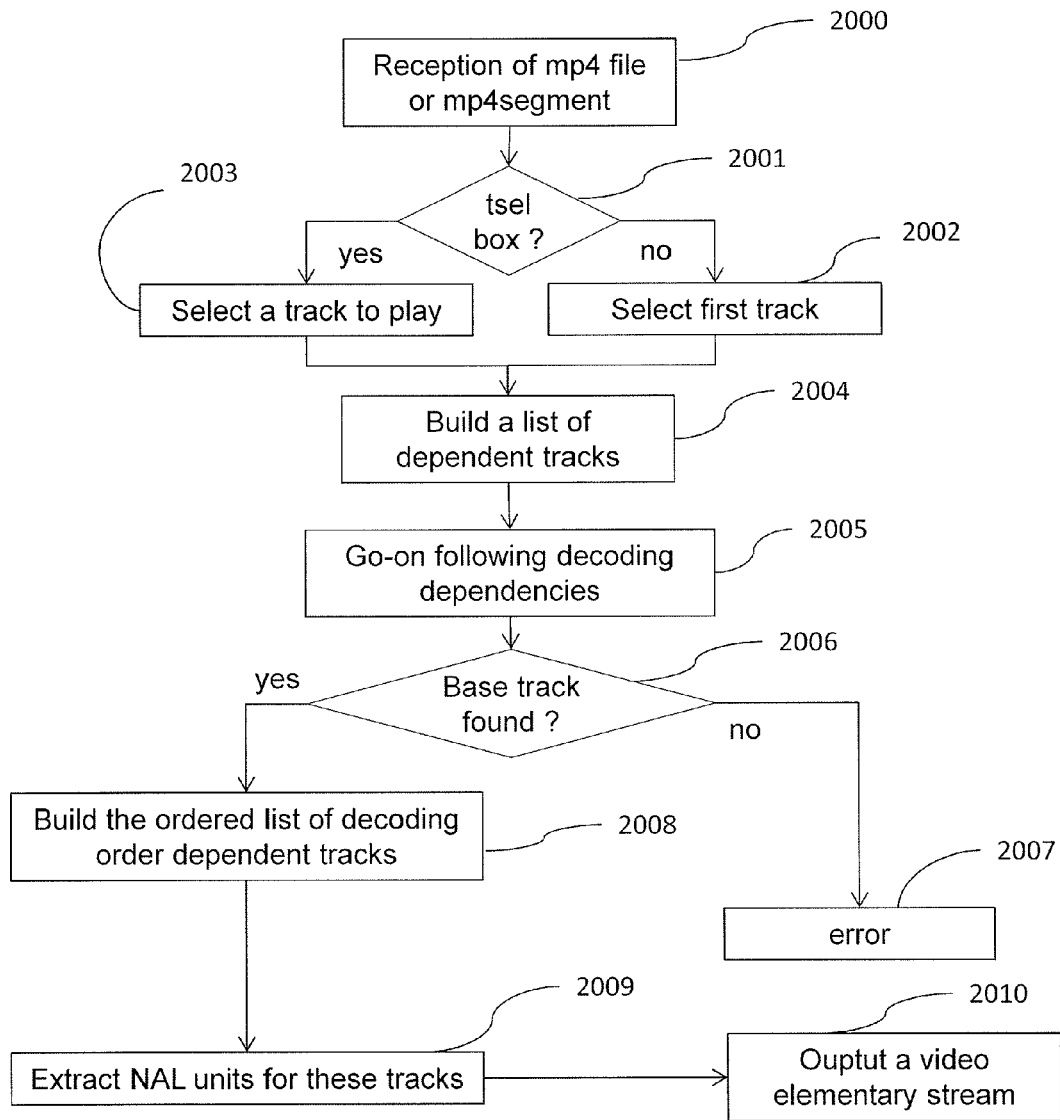 2000
Reception of mp4 file
or mp4segment
2001
2003
tsel
box ?
2002
yes
no
Select a track to play
Select first track
2004
Build a list of
dependent tracks
2005
Go-on following decoding
dependencies
2006
yes
Base track
found ?
no
Build the ordered list of decoding
order dependent tracks
2008
2007
error
2009
2010
Extract NAL units for these tracks
Ouptut a video
elementary stream